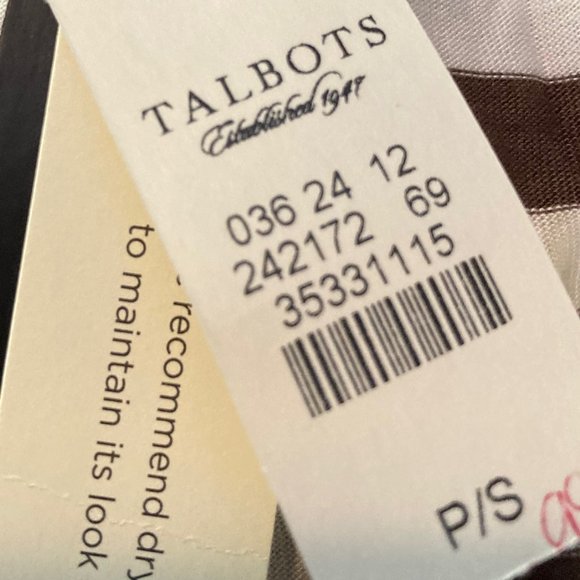 TALBOTS
Established 1947
036 24 12
242172 69
35331115
P/S
recommend dry
to maintain its look